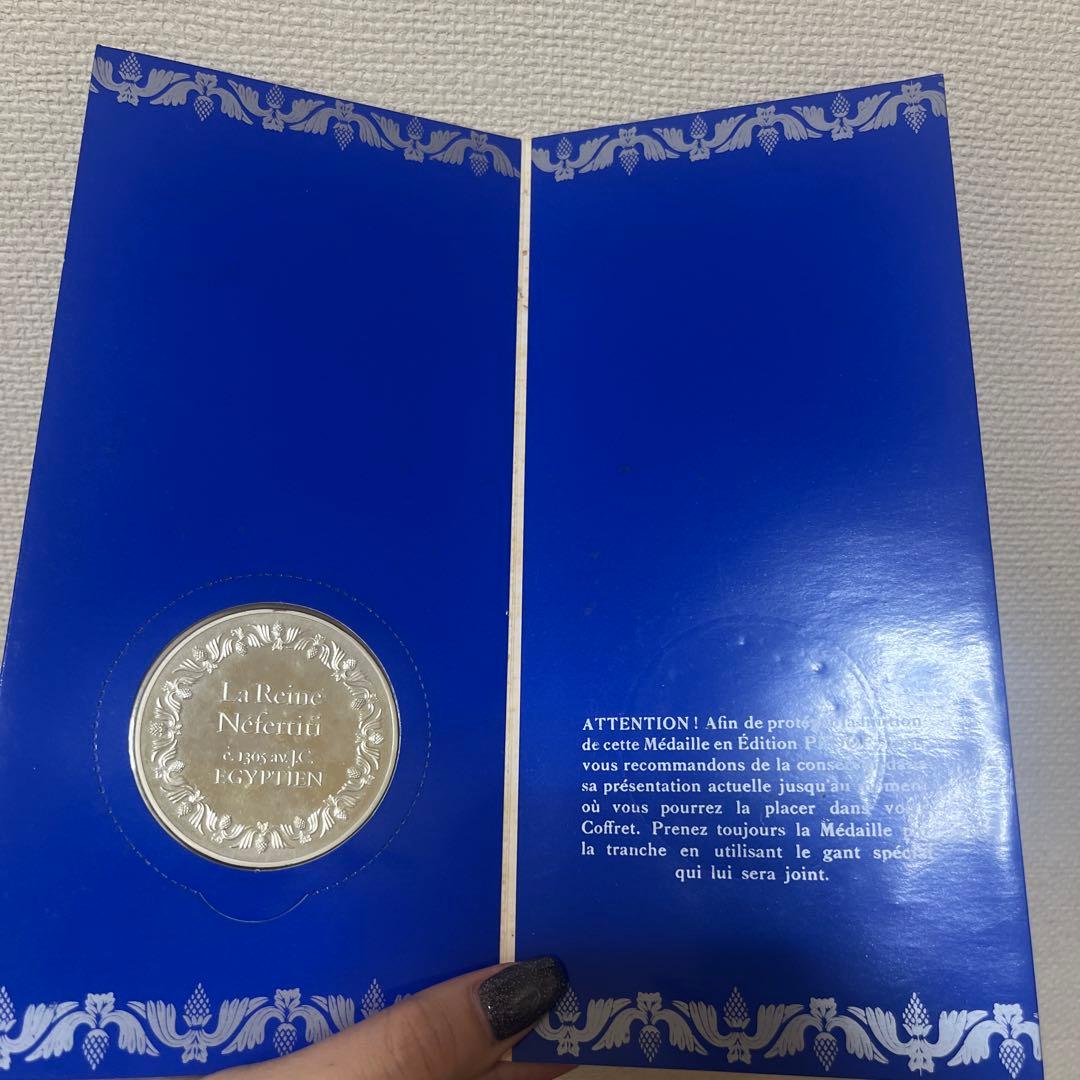 La Reine
Néfertiti
c. 1365 av. J.C.
EGYPTIEN
ATTENTION ! Afin de
de cette Médaille en Édition
vous recommandons de la
sa présentation actuelle jusqu'au
où vous pourrez la placer dans
Coffret. Prenez toujours la Médaille
la tranche en utilisant le gant spécial
qui lui sera joint.